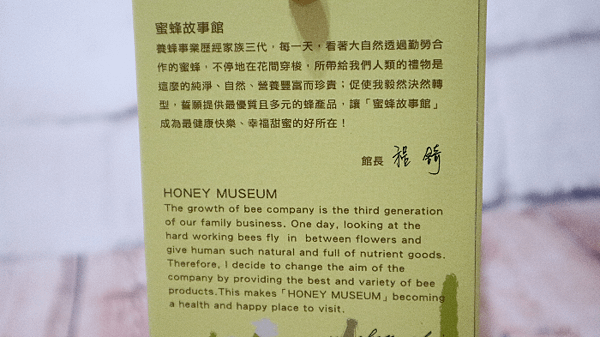 蜜蜂故事館
養蜂事業歷經家族三代，每一天，看著大自然透過勤勞合
作的蜜蜂，不停地在花間穿梭，所帶給我們人類的禮物是
這麼的純淨、自然、營養豐富而珍貴；促使我毅然決然轉
型，誓願提供最優質且多元的蜂產品，讓「蜜蜂故事館」
成為最健康快樂、幸福甜蜜的好所在！
館長
HONEY MUSEUM
The growth of bee company is the third generation
of our family business. One day, looking at the
hard working bees fly in between flowers and
give human such natural and full of nutrient goods.
Therefore, I decide to change the aim of the
company by providing the best and variety of bee
products.This makes「HONEY MUSEUM」becoming
a health and happy place to visit.